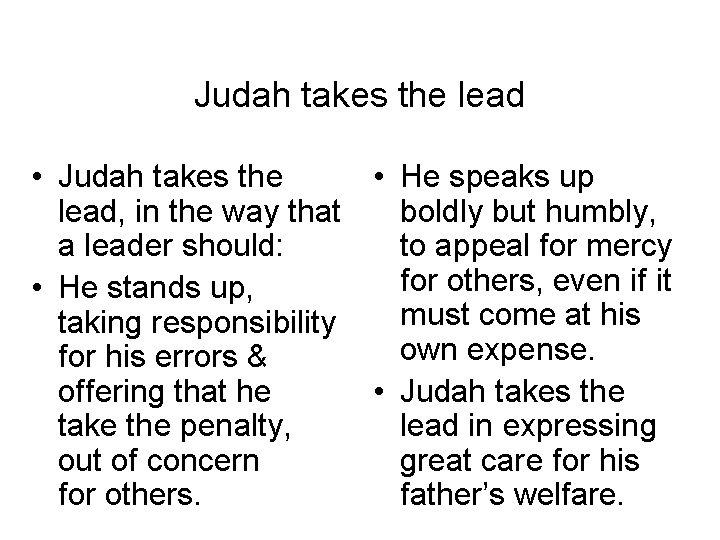 Judah takes the lead
• Judah takes the
lead, in the way that
a leader should:
• He stands up,
taking responsibility
for his errors &
offering that he
take the penalty,
out of concern
for others.
• He speaks up
boldly but humbly,
to appeal for mercy
for others, even if it
must come at his
own expense.
• Judah takes the
lead in expressing
great care for his
father’s welfare.